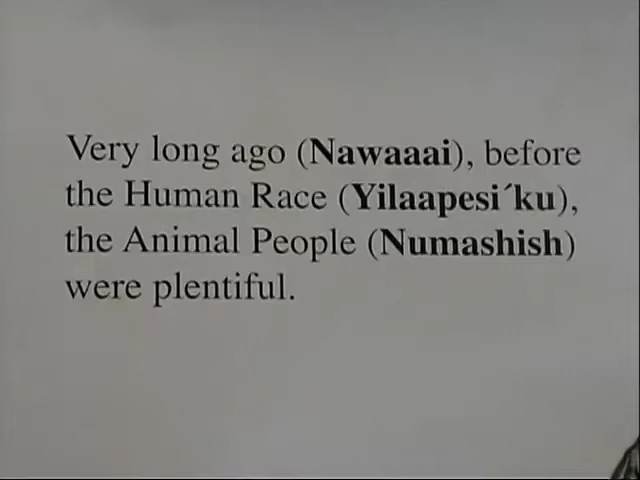 Very long ago (Nawaaai), before
the Human Race (Yilaapesi´ku),
the Animal People (Numashish)
were plentiful.